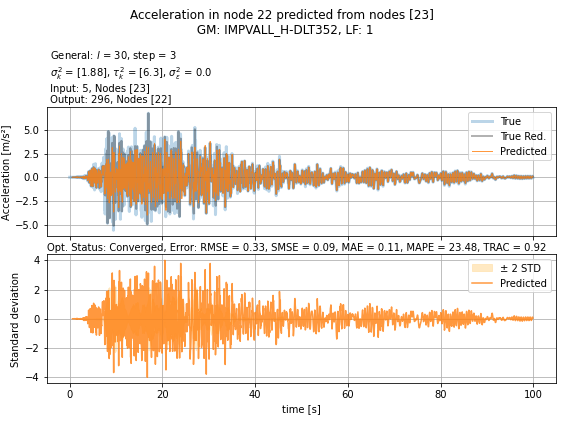 Acceleration in node 22 predicted from nodes [23]
GM: IMPVALL_H-DLT352, LF: 1
General: l = 30, step = 3
σ²ₖ = [1.88], τ²ₖ = [6.3], σ²ε = 0.0
Input: 5, Nodes [23]
Output: 296, Nodes [22]
Acceleration [m/s²]
5.0
2.5
0.0
−2.5
−5.0
True
True Red.
Predicted
Opt. Status: Converged, Error: RMSE = 0.33, SMSE = 0.09, MAE = 0.11, MAPE = 23.48, TRAC = 0.92
Standard deviation
4
2
0
−2
−4
± 2 STD
Predicted
0
20
40
60
80
100
time [s]